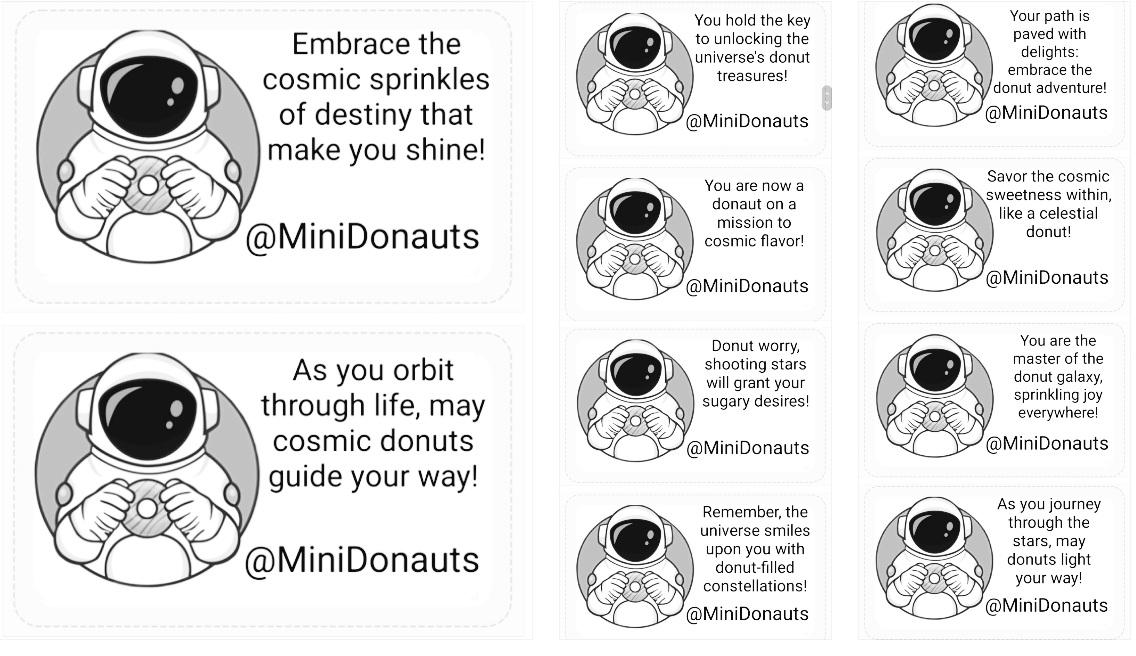 Embrace the
cosmic sprinkles
of destiny that
make you shine!
@MiniDonauts
As you orbit
through life, may
cosmic donuts
guide your way!
@MiniDonauts
You hold the key
to unlocking the
universe's donut
treasures!
@MiniDonauts
You are now a
donaut on a
mission to
cosmic flavor!
@MiniDonauts
Donut worry,
shooting stars
will grant your
sugary desires!
@MiniDonauts
Remember, the
universe smiles
upon you with
donut-filled
constellations!
@MiniDonauts
Your path is
paved with
delights:
embrace the
donut adventure!
@MiniDonauts
Savor the cosmic
sweetness within,
like a celestial
donut!
@MiniDonauts
You are the
master of the
donut galaxy,
sprinkling joy
everywhere!
@MiniDonauts
As you journey
through the
stars, may
donuts light
your way!
@MiniDonauts